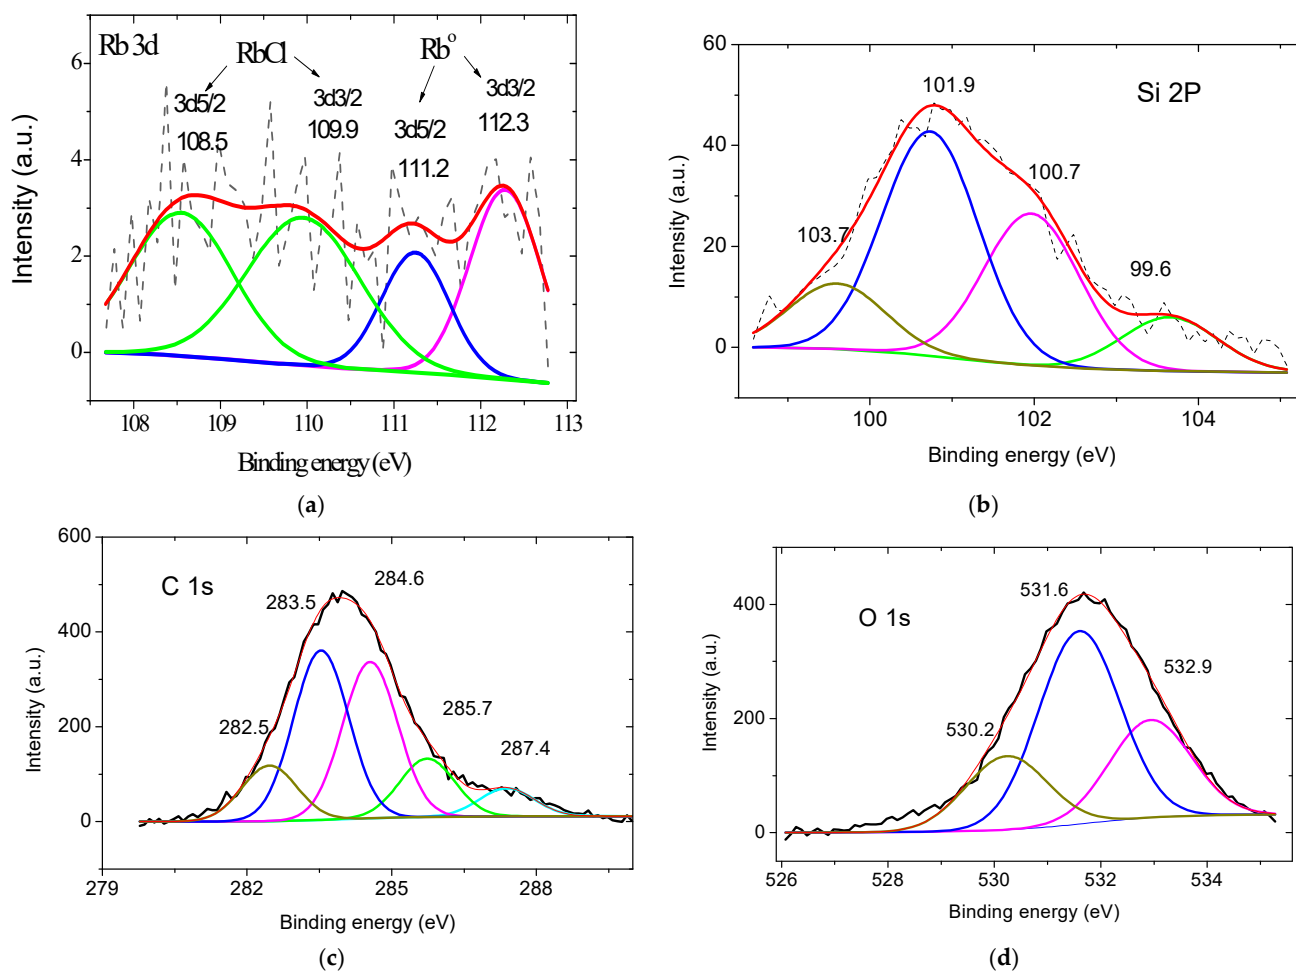 Rb 3d
RbCl
Rb°
3d5/2
108.5
3d3/2
109.9
3d5/2
111.2
3d3/2
112.3
Intensity (a.u.)
6
4
2
0
108 109 110 111 112 113
Binding energy (eV)
(a)
Si 2P
101.9
100.7
103.7
99.6
Intensity (a.u.)
60
40
20
0
100 102 104
Binding energy (eV)
(b)
C 1s
284.6
283.5
282.5
285.7
287.4
Intensity (a.u.)
600
400
200
0
279 282 285 288
Binding energy (eV)
(c)
O 1s
531.6
532.9
530.2
Intensity (a.u.)
400
200
0
526 528 530 532 534
Binding energy (eV)
(d)